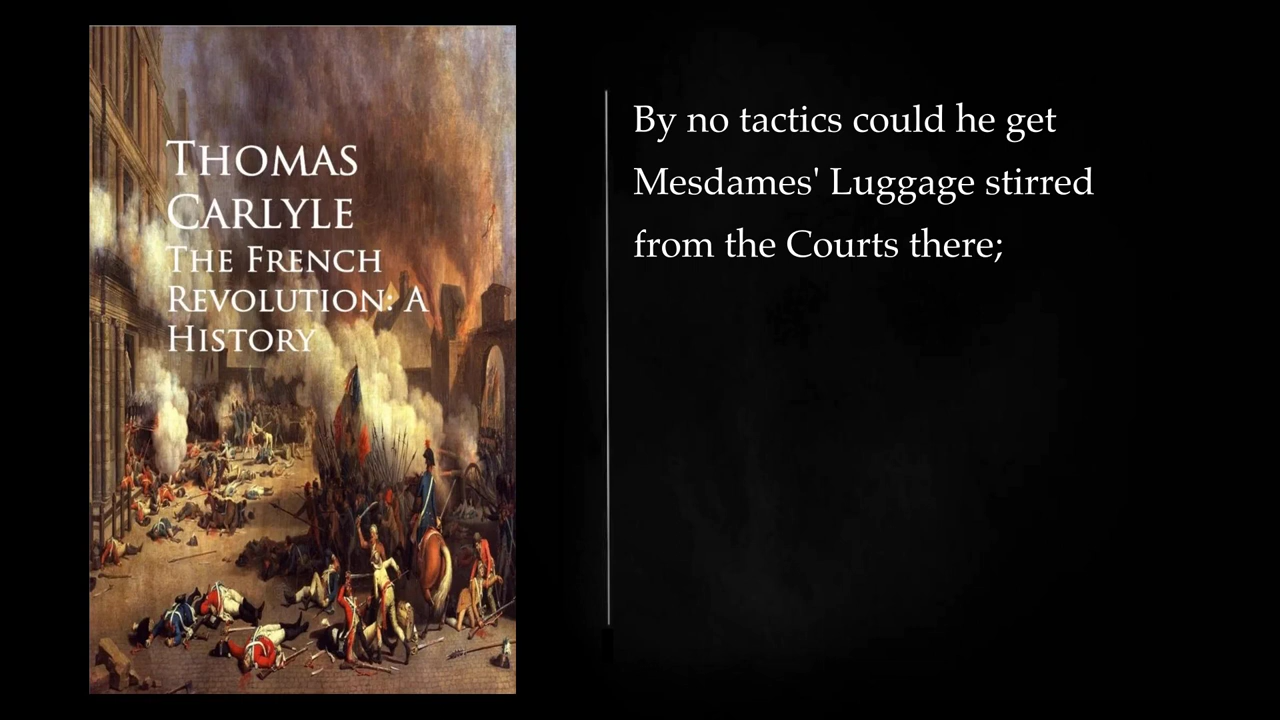 THOMAS
CARLYLE
THE FRENCH
REVOLUTION: A
HISTORY
By no tactics could he get
Mesdames' Luggage stirred
from the Courts there;